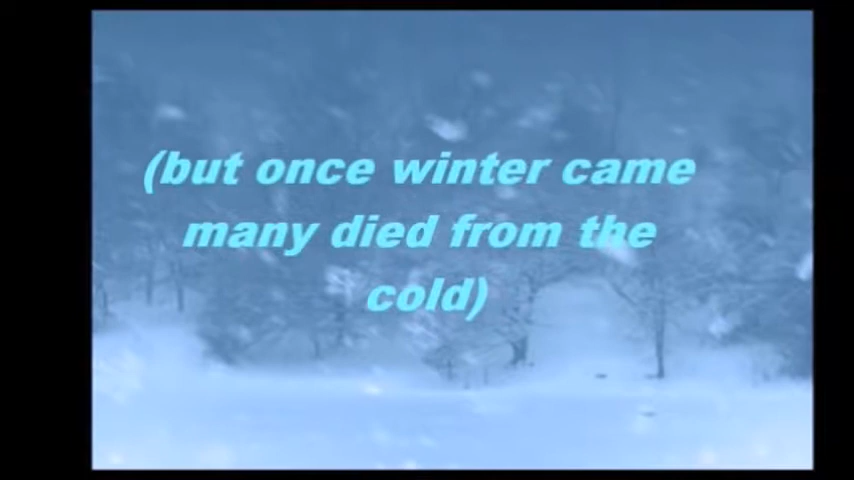 (but once winter came
many died from the
cold)